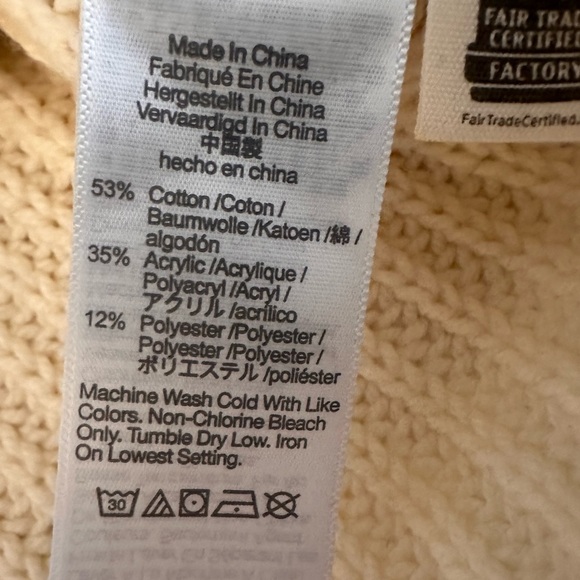 Made In China
Fabriqué En Chine
Hergestellt In China
Vervaardigd In China
中国製
hecho en china
53% Cotton /Coton /
Baumwolle /Katoen /綿 /
algodón
35% Acrylic /Acrylique /
Polyacryl /Acryl /
アクリル /acrílico
12% Polyester /Polyester /
Polyester /Polyester /
ポリエステル /poliéster
Machine Wash Cold With Like
Colors. Non-Chlorine Bleach
Only. Tumble Dry Low. Iron
On Lowest Setting.
30
FAIR TRAD
CERTIFIE
FACTORY
FairTradeCertified.